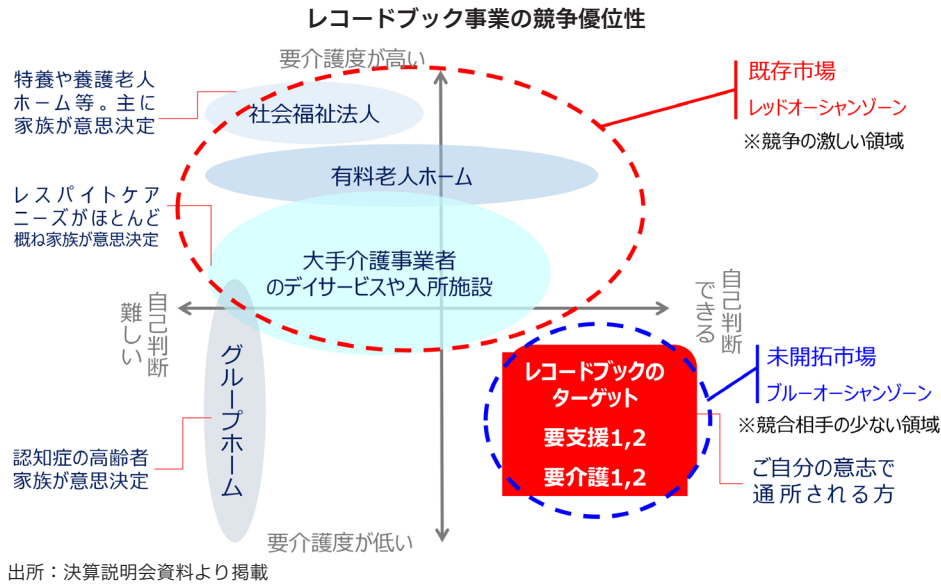 レコードブック事業の競争優位性
要介護度が高い
特養や養護老人
ホーム等。主に
家族が意思決定
社会福祉法人
既存市場
レッドオーシャンゾーン
※競争の激しい領域
有料老人ホーム
レスパイトケア
ニーズがほとんど
概ね家族が意思決定
大手介護事業者
のデイサービスや入所施設
自己判断
難しい
自己判断
できる
グループホーム
レコードブックの
ターゲット
要支援1,2
要介護1,2
未開拓市場
ブルーオーシャンゾーン
※競合相手の少ない領域
認知症の高齢者
家族が意思決定
ご自分の意志で
通所される方
要介護度が低い
出所：決算説明会資料より掲載